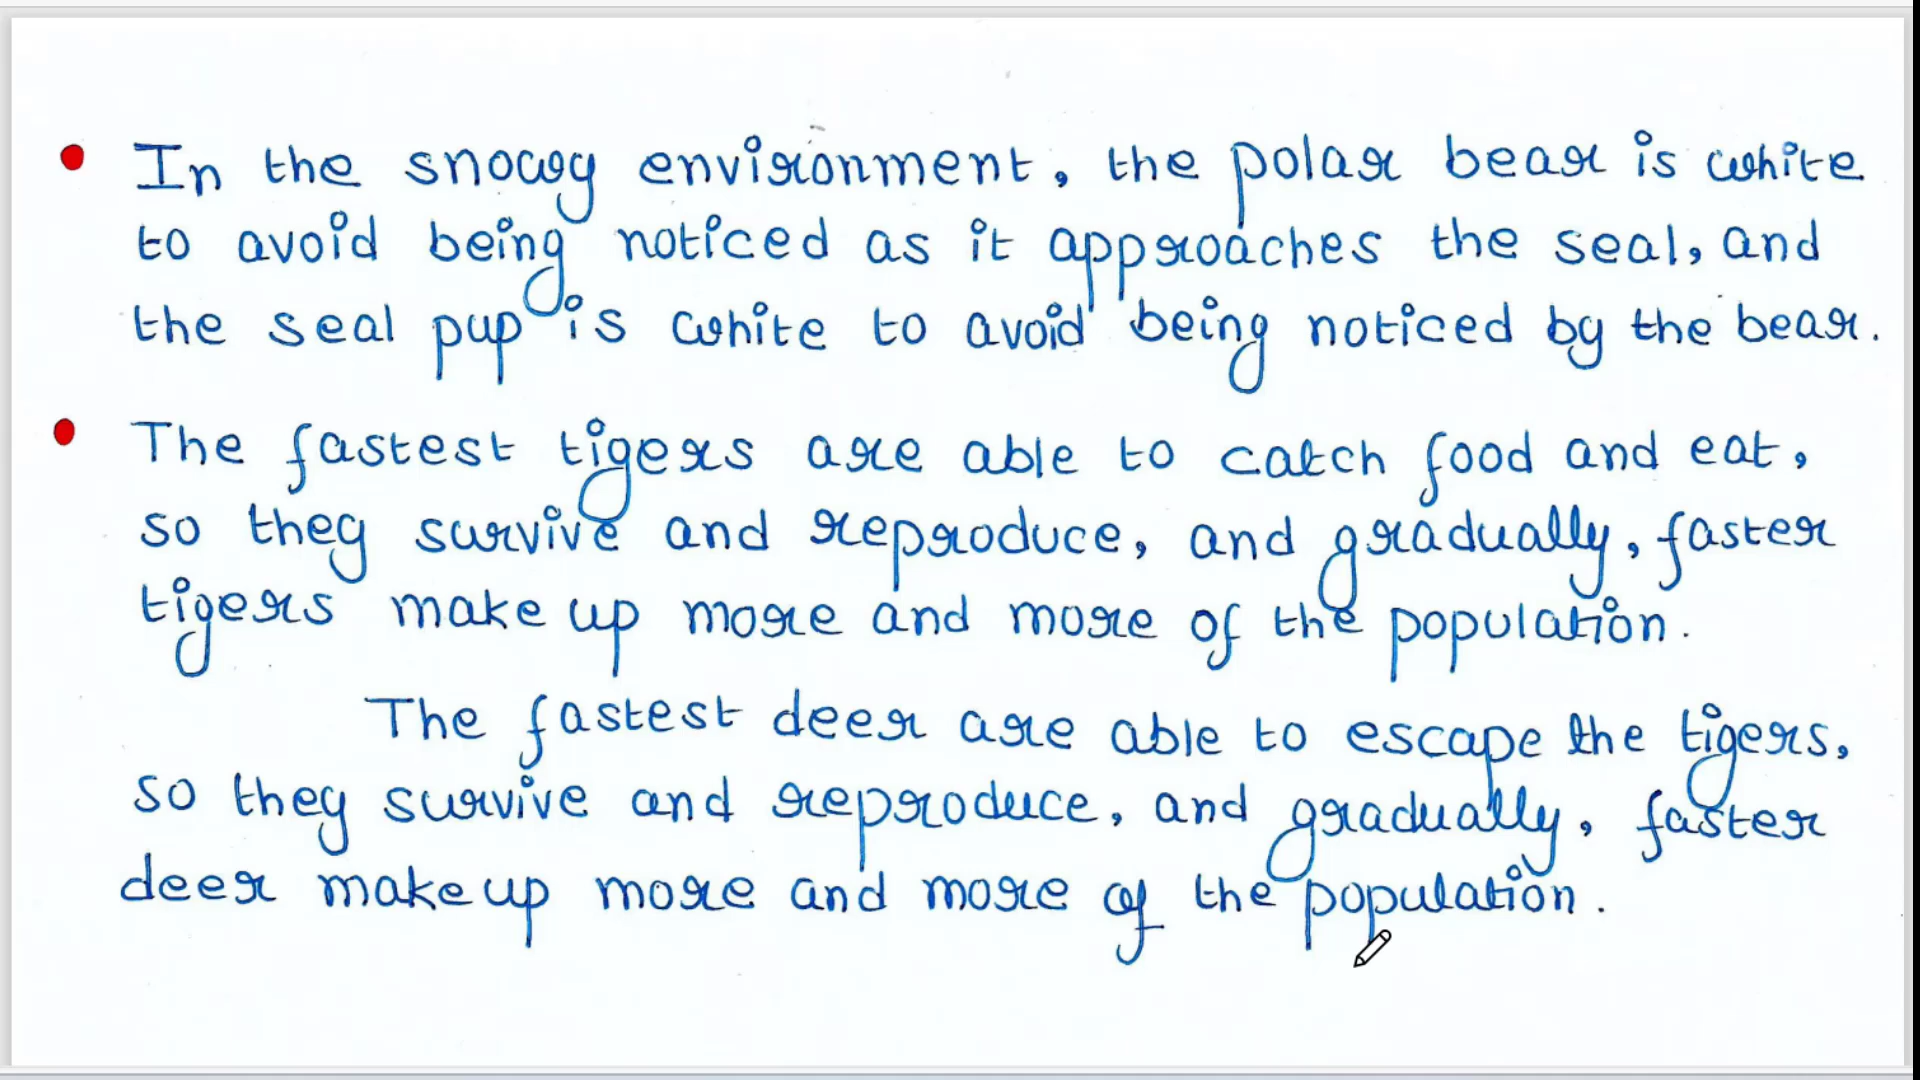 • In the snowy environment, the polar bear is white
to avoid being noticed as it approaches the seal, and
the seal pup is white to avoid being noticed by the bear.
• The fastest tigers are able to catch food and eat,
so they survive and reproduce, and gradually, faster
tigers make up more and more of the population.
The fastest deer are able to escape the tigers,
so they survive and reproduce, and gradually, faster
deer make up more and more of the population.